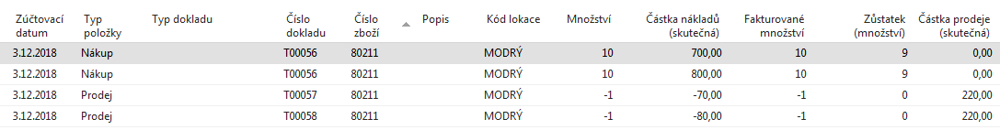 Zúčtovací datum Typ položky Typ dokladu Číslo dokladu Číslo zboží Popis Kód lokace Množství Částka nákladů (skutečná) Fakturované množství Zůstatek (množství) Částka prodeje (skutečná)
3.12.2018 Nákup T00056 80211 MODRÝ 10 700,00 10 9 0,00
3.12.2018 Nákup T00056 80211 MODRÝ 10 800,00 10 9 0,00
3.12.2018 Prodej T00057 80211 MODRÝ -1 -70,00 -1 0 220,00
3.12.2018 Prodej T00058 80211 MODRÝ -1 -80,00 -1 0 220,00